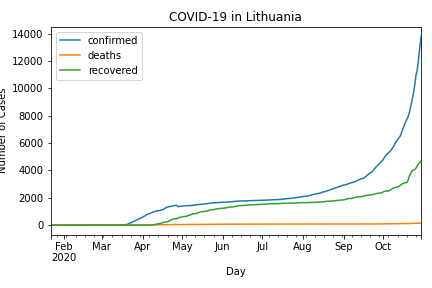 COVID-19 in Lithuania
14000
12000
10000
8000
6000
4000
2000
0
Number of Cases
confirmed
deaths
recovered
Feb
2020
Mar
Apr
May
Jun
Jul
Aug
Sep
Oct
Day